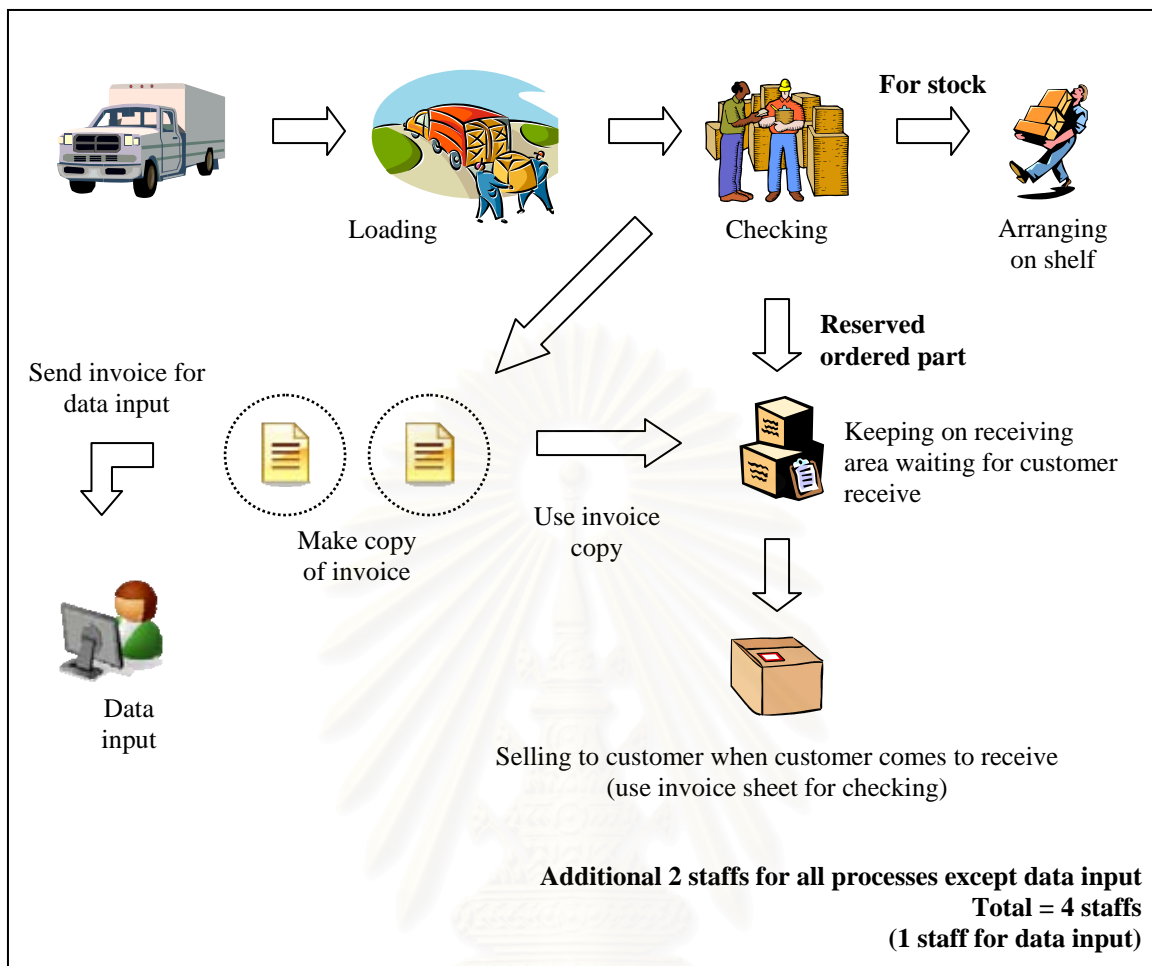 For stock
Loading
Checking
Arranging
on shelf
Reserved
ordered part
Send invoice for
data input
Keeping on receiving
area waiting for customer
receive
Use invoice
copy
Make copy
of invoice
Data
input
Selling to customer when customer comes to receive
(use invoice sheet for checking)
Additional 2 staffs for all processes except data input
Total = 4 staffs
(1 staff for data input)